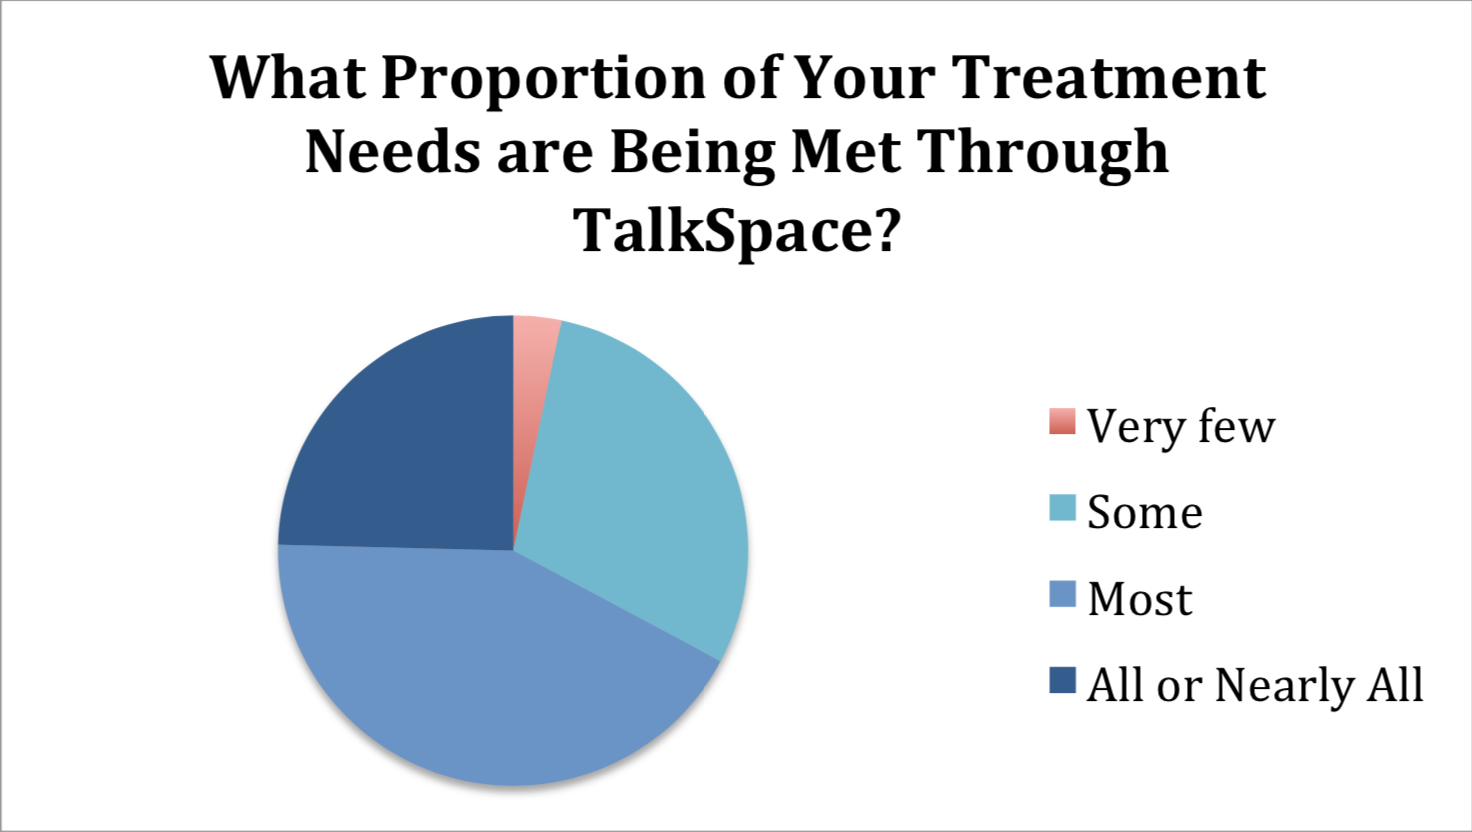 What Proportion of Your Treatment
Needs are Being Met Through
TalkSpace?
Very few
Some
Most
All or Nearly All